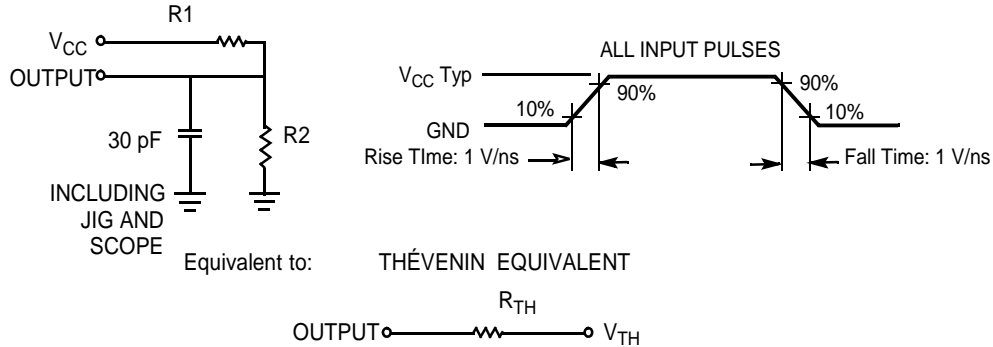 R1
VCC
OUTPUT
30 pF
R2
INCLUDING
JIG AND
SCOPE
ALL INPUT PULSES
VCC Typ
10%
90%
90%
10%
GND
Rise TIme: 1 V/ns
Fall Time: 1 V/ns
Equivalent to: THÉVENIN EQUIVALENT
RTH
OUTPUT
VTH